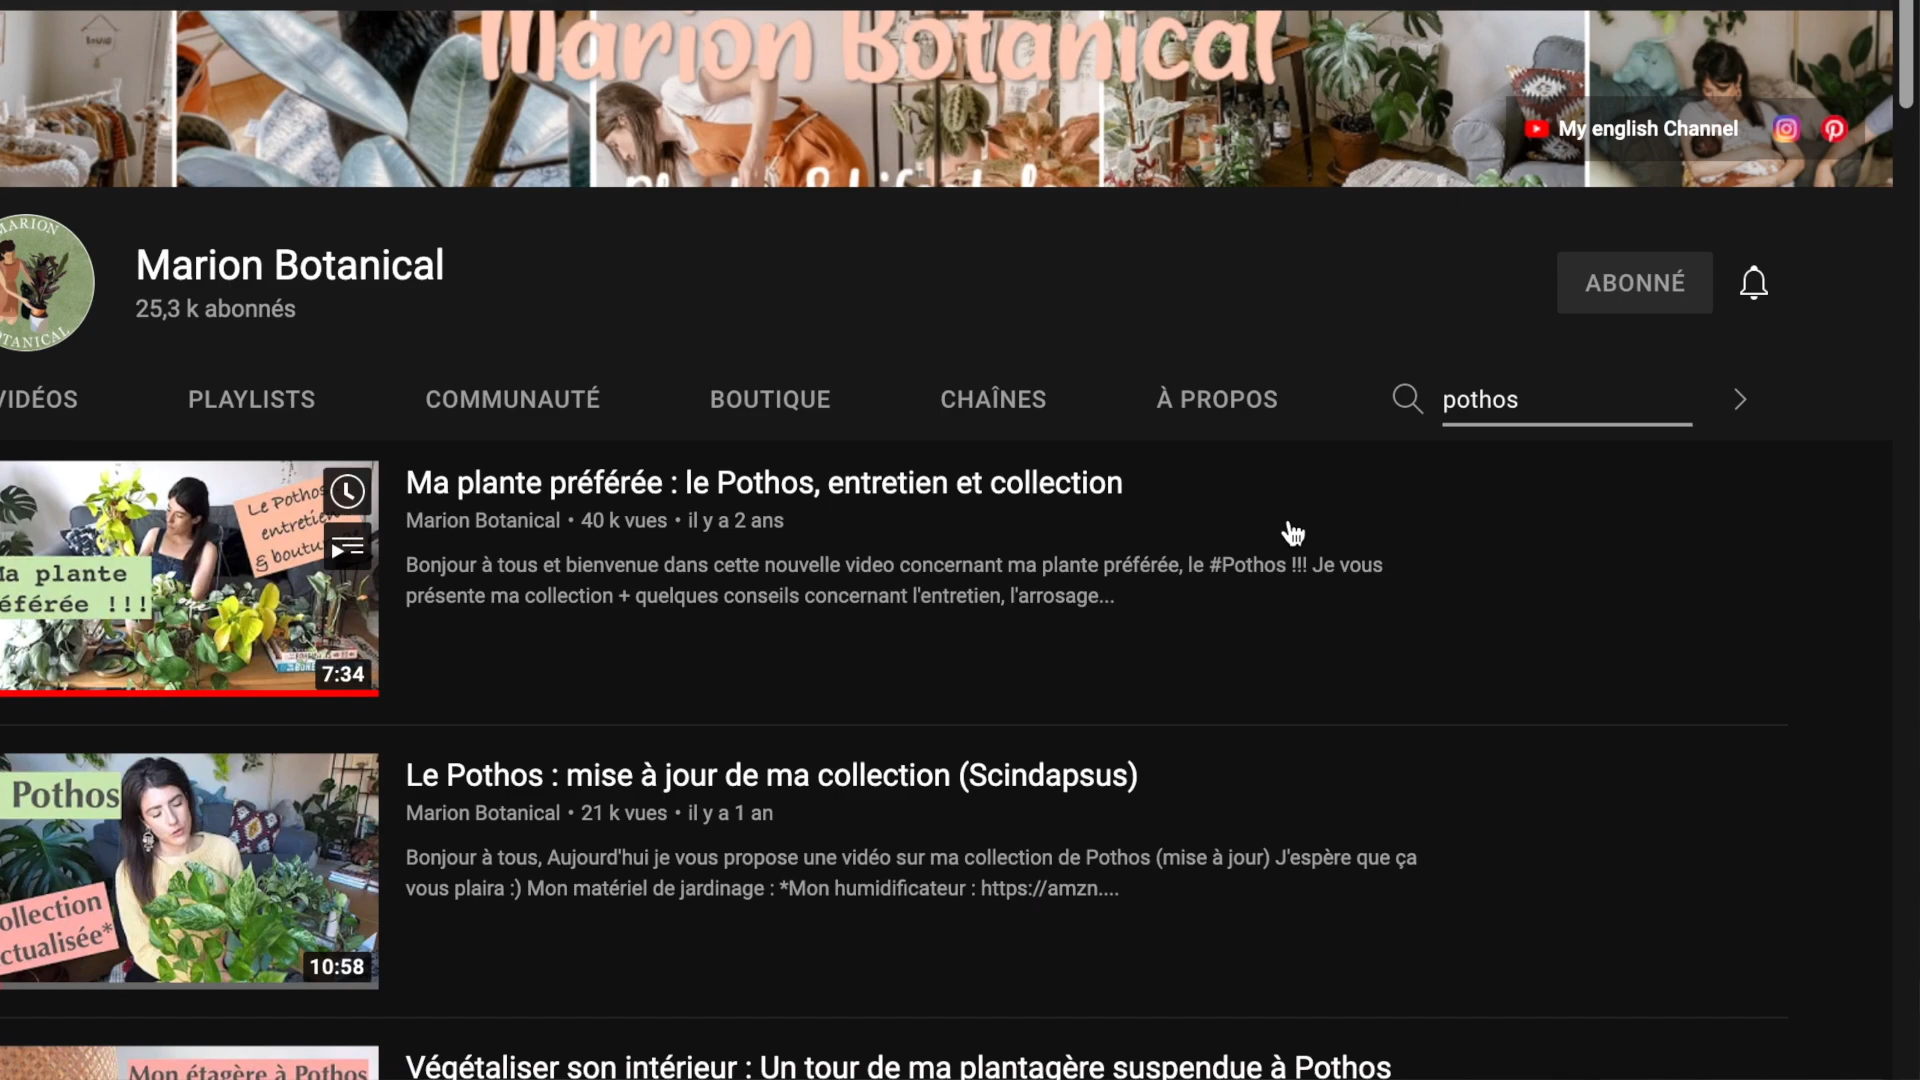 Marion Botanical
My english Channel
MARION
BOTANICAL
Marion Botanical
25,3 k abonnés
ABONNÉ
VIDÉOS
PLAYLISTS
COMMUNAUTÉ
BOUTIQUE
CHAÎNES
À PROPOS
pothos
Le Pothos
entretien
& boutu
Ma plante
préférée !!!
7:34
Ma plante préférée : le Pothos, entretien et collection
Marion Botanical • 40 k vues • il y a 2 ans
Bonjour à tous et bienvenue dans cette nouvelle video concernant ma plante préférée, le #Pothos !!! Je vous
présente ma collection + quelques conseils concernant l'entretien, l'arrosage...
Pothos
ollection
ctualisée*
10:58
Le Pothos : mise à jour de ma collection (Scindapsus)
Marion Botanical • 21 k vues • il y a 1 an
Bonjour à tous, Aujourd'hui je vous propose une vidéo sur ma collection de Pothos (mise à jour) J'espère que ça
vous plaira :) Mon matériel de jardinage : *Mon humidificateur : https://amzn....
Mon étagère à Pothos
Végétaliser son intérieur : Un tour de ma plantagère suspendue à Pothos